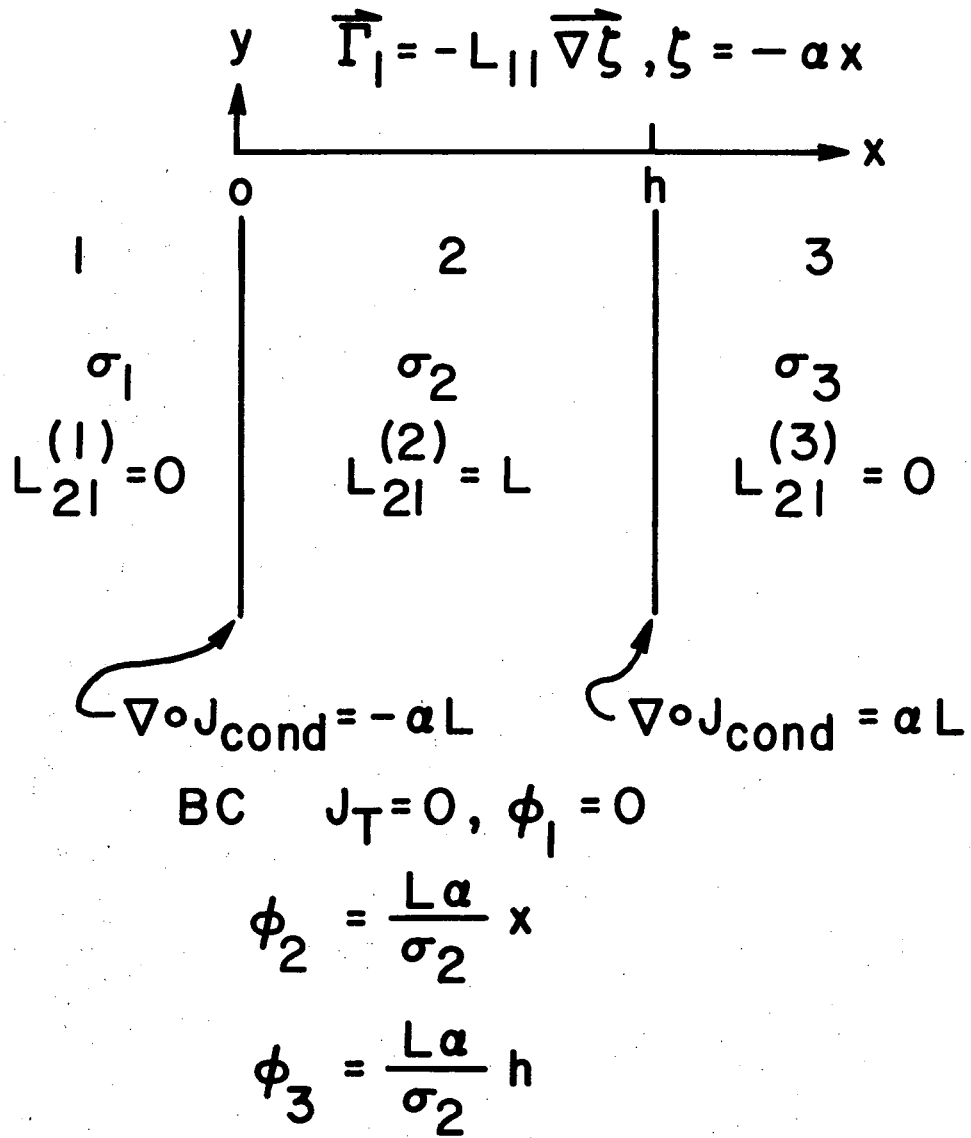 y Γ⃗₁ = -L₁₁ ∇ζ⃗, ζ = -αx
x
o h
1 2 3
σ₁ σ₂ σ₃
L₂₁⁽¹⁾ = 0 L₂₁⁽²⁾ = L L₂₁⁽³⁾ = 0
∇∘J_cond = -αL ∇∘J_cond = αL
BC J_T = 0, ϕ₁ = 0
ϕ₂ = Lα/σ₂ x
ϕ₃ = Lα/σ₂ h